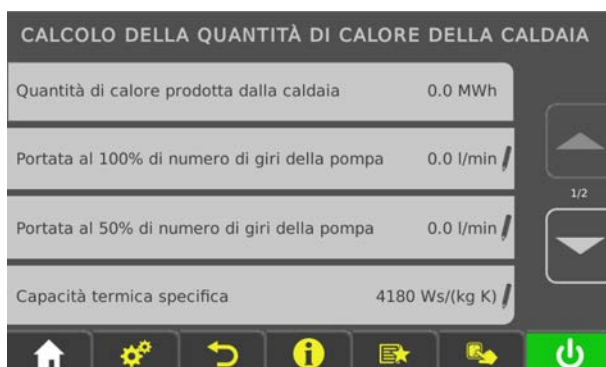 CALCOLO DELLA QUANTITÀ DI CALORE DELLA CALDAIA
Quantità di calore prodotta dalla caldaia 0.0 MWh
Portata al 100% di numero di giri della pompa 0.0 l/min
1/2
Portata al 50% di numero di giri della pompa 0.0 l/min
Capacità termica specifica 4180 Ws/(kg K)